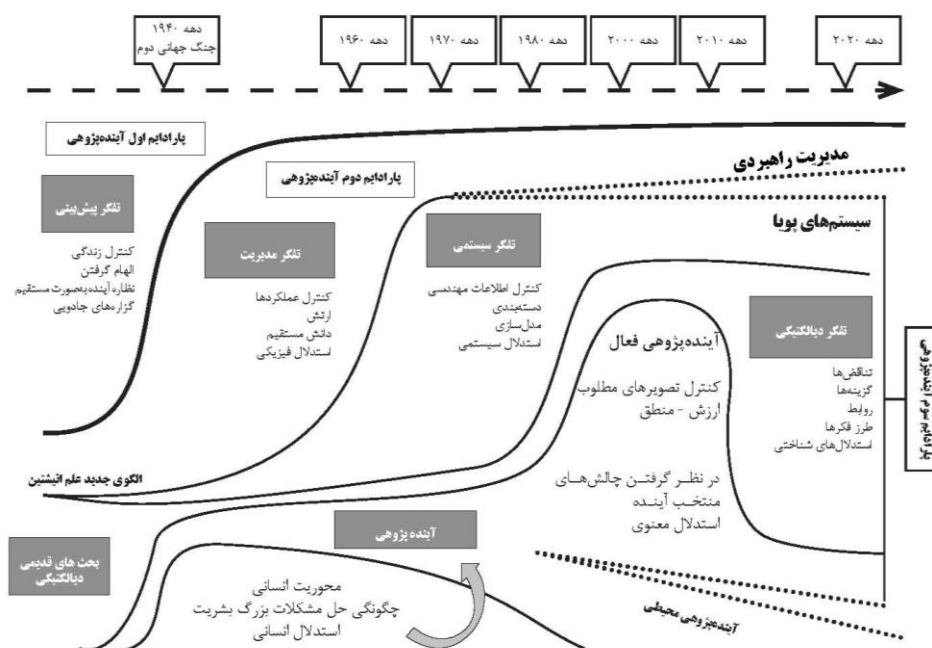 دهه ۱۹۴۰
جنگ جهانی دوم
دهه ۱۹۶۰
دهه ۱۹۷۰
دهه ۱۹۸۰
دهه ۲۰۰۰
دهه ۲۰۱۰
دهه ۲۰۲۰
پارادایم اول آینده‌پژوهی
پارادایم دوم آینده‌پژوهی
مدیریت راهبردی
سیستم‌های پویا
تفکر پیش‌بینی
کنترل زندگی
الهام گرفتن
نظاره آینده به‌صورت مستقیم
گزاره‌های جادویی
تفکر مدیریت
کنترل عملکردها
ارتش
دانش مستقیم
استدلال فیزیکی
تفکر سیستمی
کنترل اطلاعات مهندسی
دسته‌بندی
مدل‌سازی
استدلال سیستمی
آینده‌پژوهی فعال
کنترل تصویرهای مطلوب
ارزش - منطق
در نظر گرفتن چالش‌های
منتخب آینده
استدلال معنوی
تفکر دیالکتیکی
تناقض‌ها
گزینه‌ها
روابط
طرز فکرها
استدلال‌های شناختی
پارادایم سوم آینده‌پژوهی
الگوی جدید علم انیشتین
بحث های قدیمی
دیالکتیکی
آینده پژوهی
محوریت انسانی
چگونگی حل مشکلات بزرگ بشریت
استدلال انسانی
آینده‌پژوهی محیطی